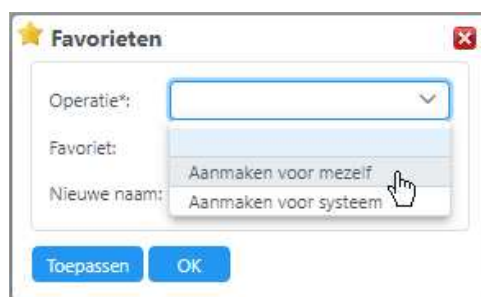 Favorieten
Operatie*:
Favoriet:
Aanmaken voor mezelf
Nieuwe naam:
Aanmaken voor systeem
Toepassen OK